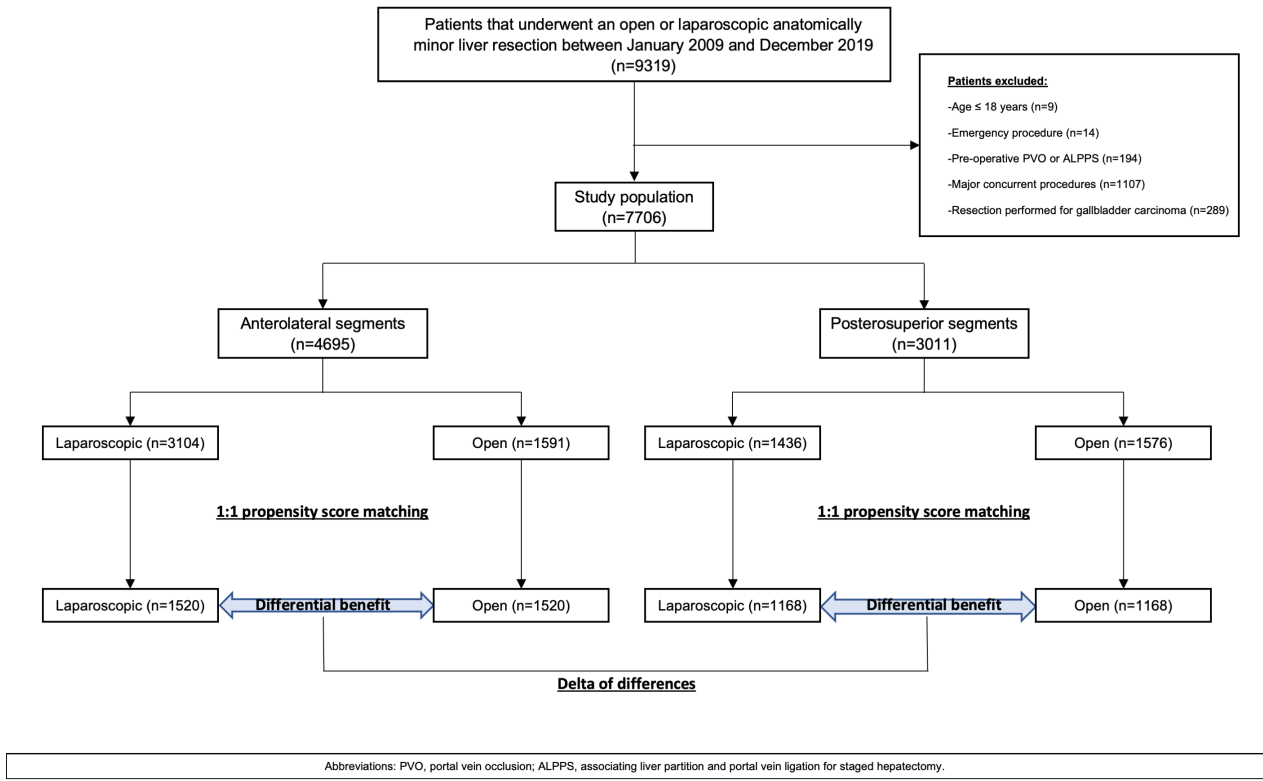 Patients that underwent an open or laparoscopic anatomically
minor liver resection between January 2009 and December 2019
(n=9319)
Patients excluded:
-Age ≤ 18 years (n=9)
-Emergency procedure (n=14)
-Pre-operative PVO or ALPPS (n=194)
-Major concurrent procedures (n=1107)
-Resection performed for gallbladder carcinoma (n=289)
Study population
(n=7706)
Anterolateral segments
(n=4695)
Posterosuperior segments
(n=3011)
Laparoscopic (n=3104)
Open (n=1591)
Laparoscopic (n=1436)
Open (n=1576)
1:1 propensity score matching
1:1 propensity score matching
Laparoscopic (n=1520)
Differential benefit
Open (n=1520)
Laparoscopic (n=1168)
Differential benefit
Open (n=1168)
Delta of differences
Abbreviations: PVO, portal vein occlusion; ALPPS, associating liver partition and portal vein ligation for staged hepatectomy.